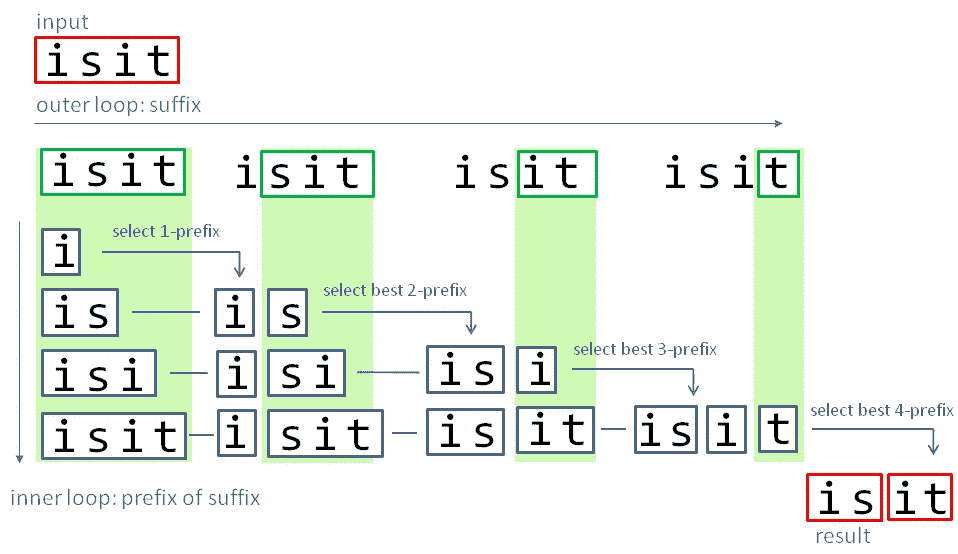 input
isit
outer loop: suffix
isit isit isit isit
i select 1-prefix
is i s select best 2-prefix
isi i si is i select best 3-prefix
isit i sit is it is i t select best 4-prefix
inner loop: prefix of suffix
is it
result